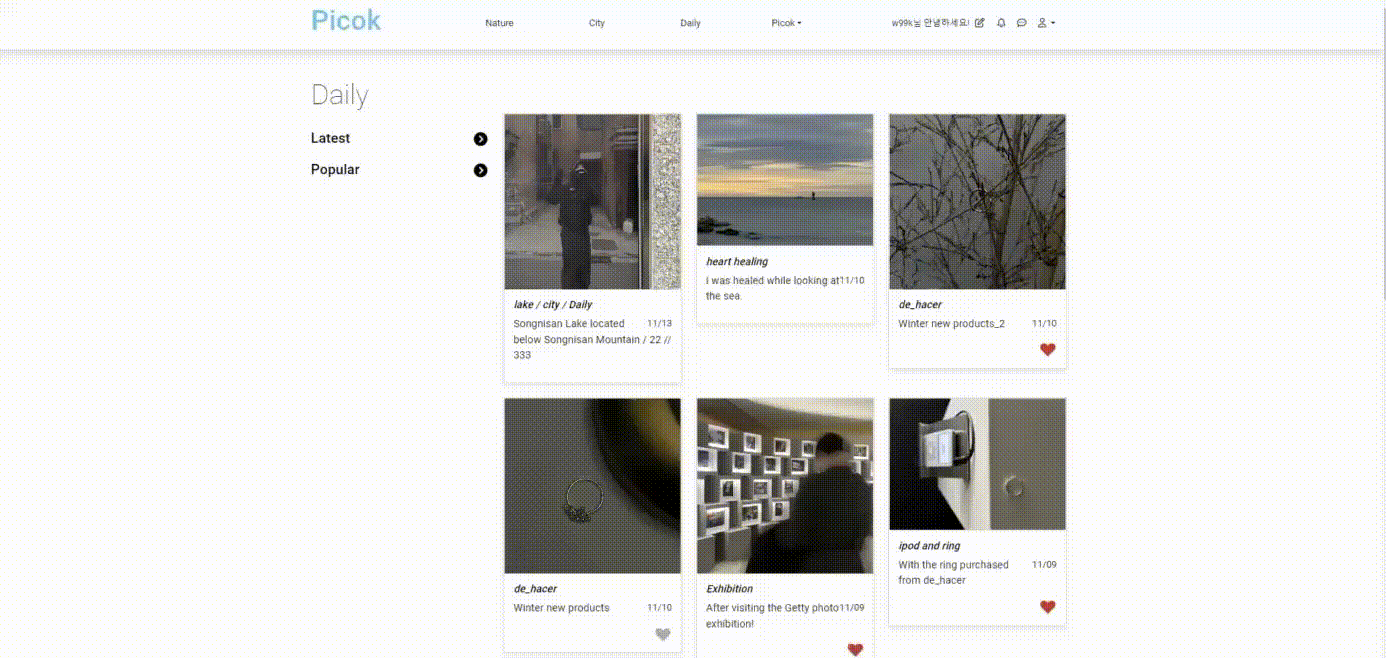 Picok
Nature
City
Daily
Picok
w99k님 안녕하세요!
Daily
Latest
Popular
lake / city / Daily
Songnisan Lake located 11/13
below Songnisan Mountain / 22 //
333
heart healing
I was healed while looking at 11/10
the sea.
de_hacer
Winter new products_2 11/10
de_hacer
Winter new products 11/10
Exhibition
After visiting the Getty photo 11/09
exhibition!
ipod and ring
With the ring purchased 11/09
from de_hacer